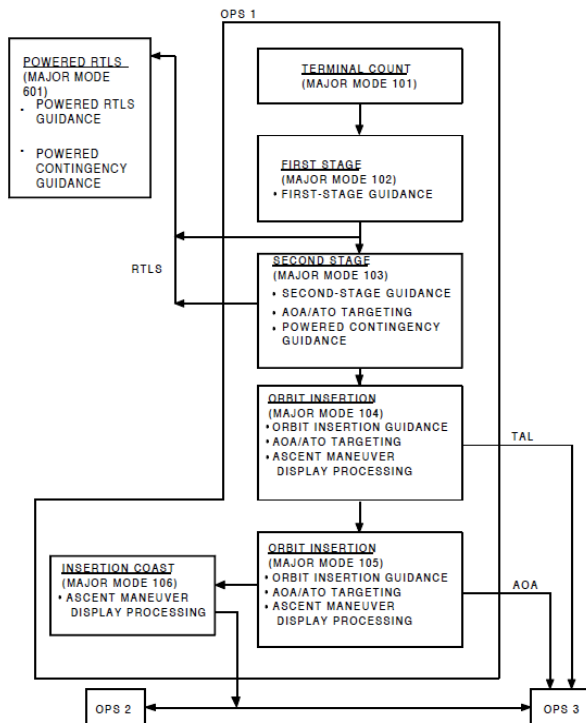 OPS 1
POWERED RTLS
(MAJOR MODE
601)
• POWERED RTLS
GUIDANCE
• POWERED
CONTINGENCY
GUIDANCE
TERMINAL COUNT
(MAJOR MODE 101)
FIRST STAGE
(MAJOR MODE 102)
• FIRST-STAGE GUIDANCE
RTLS
SECOND STAGE
(MAJOR MODE 103)
• SECOND-STAGE GUIDANCE
• AOA/ATO TARGETING
• POWERED CONTINGENCY
GUIDANCE
ORBIT INSERTION
(MAJOR MODE 104)
• ORBIT INSERTION GUIDANCE
• AOA/ATO TARGETING
• ASCENT MANEUVER
DISPLAY PROCESSING
TAL
ORBIT INSERTION
(MAJOR MODE 105)
• ORBIT INSERTION GUIDANCE
• AOA/ATO TARGETING
• ASCENT MANEUVER
DISPLAY PROCESSING
AOA
INSERTION COAST
(MAJOR MODE 106)
• ASCENT MANEUVER
DISPLAY PROCESSING
OPS 2
OPS 3